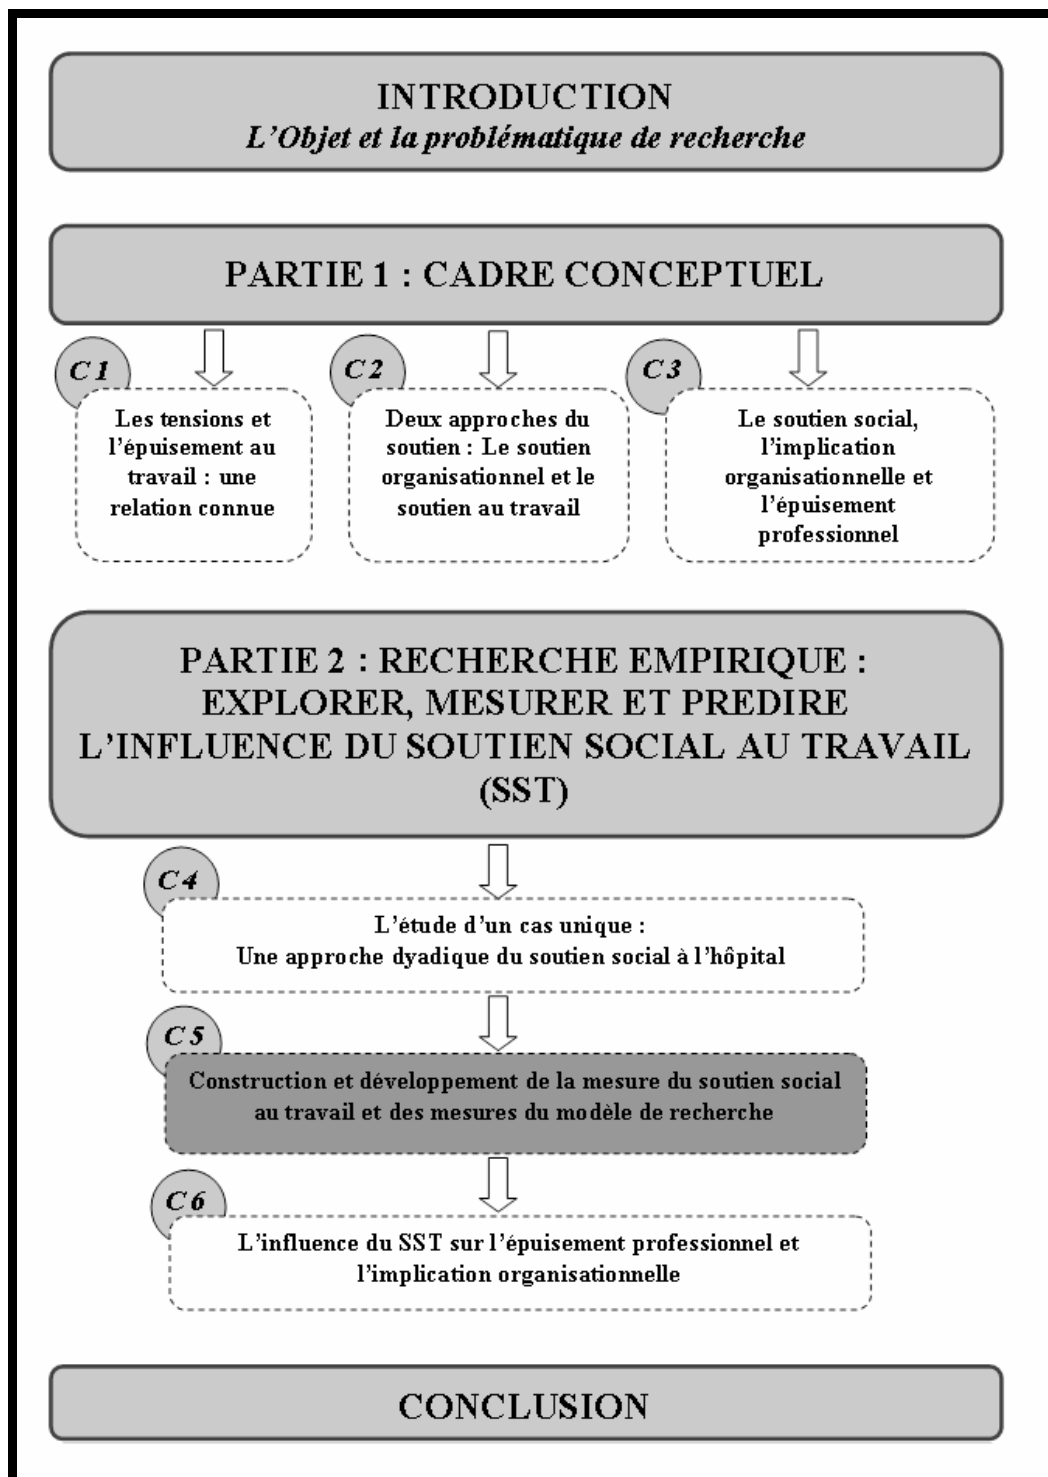 INTRODUCTION
L'Objet et la problématique de recherche
PARTIE 1 : CADRE CONCEPTUEL
C1
Les tensions et
l'épuisement au
travail : une
relation connue
C2
Deux approches du
soutien : Le soutien
organisationnel et le
soutien au travail
C3
Le soutien social,
l'implication
organisationnelle et
l'épuisement
professionnel
PARTIE 2 : RECHERCHE EMPIRIQUE :
EXPLORER, MESURER ET PREDIRE
L'INFLUENCE DU SOUTIEN SOCIAL AU TRAVAIL
(SST)
C4
L'étude d'un cas unique :
Une approche dyadique du soutien social à l'hôpital
C5
Construction et développement de la mesure du soutien social
au travail et des mesures du modèle de recherche
C6
L'influence du SST sur l'épuisement professionnel et
l'implication organisationnelle
CONCLUSION